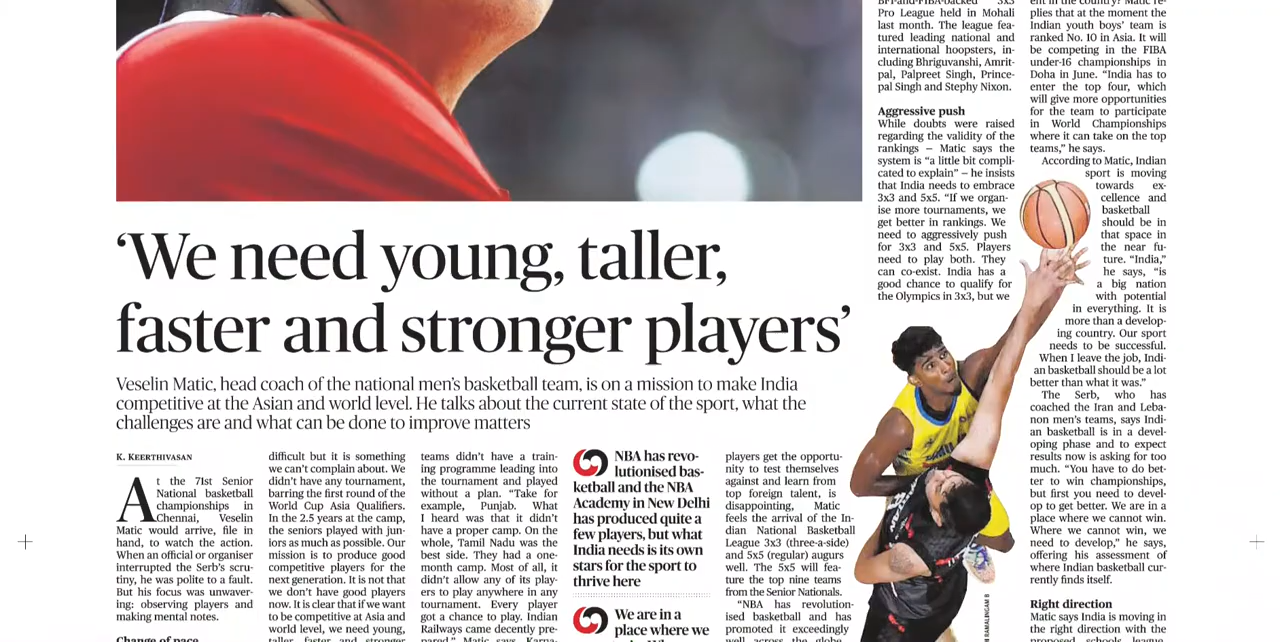 ‘We need young, taller,
faster and stronger players’
Veselin Matic, head coach of the national men’s basketball team, is on a mission to make India
competitive at the Asian and world level. He talks about the current state of the sport, what the
challenges are and what can be done to improve matters
K. KEERTHIVASAN
At the 71st Senior
National basketball
championships in
Chennai, Veselin
Matic would arrive, file in
hand, to watch the action.
When an official or organiser
interrupted the Serb’s scru-
tiny, he was polite to a fault.
But his focus was unwaver-
ing: observing players and
making mental notes.
Change of pace
difficult but it is something
we can’t complain about. We
didn’t have any tournament,
barring the first round of the
World Cup Asia Qualifiers.
In the 2.5 years at the camp,
the seniors played with jun-
iors as much as possible. Our
mission is to produce good
competitive players for the
next generation. It is not that
we don’t have good players
now. It is clear that if we want
to be competitive at Asia and
world level, we need young,
taller, faster and stronger
teams didn’t have a train-
ing programme leading into
the tournament and played
without a plan. “Take for
example, Punjab. What
I heard was that it didn’t
have a proper camp. On the
whole, Tamil Nadu was the
best side. They had a one-
month camp. Most of all, it
didn’t allow any of its play-
ers to play anywhere in any
tournament. Every player
got a chance to play. Indian
Railways came decently pre-
pared,” Matic says. Karna-
NBA has revo-
lutionised bas-
ketball and the NBA
Academy in New Delhi
has produced quite a
few players, but what
India needs is its own
stars for the sport to
thrive here
We are in a
place where we
players get the opportu-
nity to test themselves
against and learn from
top foreign talent, is
disappointing, Matic
feels the arrival of the In-
dian National Basketball
League 3x3 (three-a-side)
and 5x5 (regular) augurs
well. The 5x5 will fea-
ture the top nine teams
from the Senior Nationals.
“NBA has revolution-
ised basketball and has
promoted it exceedingly
well across the globe.
BFI-and-FIBA-backed 3x3
Pro League held in Mohali
last month. The league fea-
tured leading national and
international hoopsters, in-
cluding Bhriguvanshi, Amrit-
pal, Palpreet Singh, Prince-
pal Singh and Stephy Nixon.
Aggressive push
While doubts were raised
regarding the validity of the
rankings — Matic says the
system is “a little bit compli-
cated to explain” — he insists
that India needs to embrace
3x3 and 5x5. “If we organ-
ise more tournaments, we
get better in rankings. We
need to aggressively push
for 3x3 and 5x5. Players
need to play both. They
can co-exist. India has a
good chance to qualify for
the Olympics in 3x3, but we
RAMALINGAM B
ent in the country? Matic re-
plies that at the moment the
Indian youth boys’ team is
ranked No. 10 in Asia. It will
be competing in the FIBA
under-16 championships in
Doha in June. “India has to
enter the top four, which
will give more opportunities
for the team to participate
in World Championships
where it can take on the top
teams,” he says.
According to Matic, Indian
sport is moving
towards ex-
cellence and
basketball
should be in
that space in
the near fu-
ture. “India,”
he says, “is
a big nation
with potential
in everything. It is
more than a develop-
ing country. Our sport
needs to be successful.
When I leave the job, Indi-
an basketball should be a lot
better than what it was.”
The Serb, who has
coached the Iran and Leba-
non men’s teams, says Indi-
an basketball is in a devel-
oping phase and to expect
results now is asking for too
much. “You have to do bet-
ter to win championships,
but first you need to devel-
op to get better. We are in a
place where we cannot win.
Where we cannot win, we
need to develop,” he says,
offering his assessment of
where Indian basketball cur-
rently finds itself.
Right direction
Matic says India is moving in
the right direction with the
proposed schools league